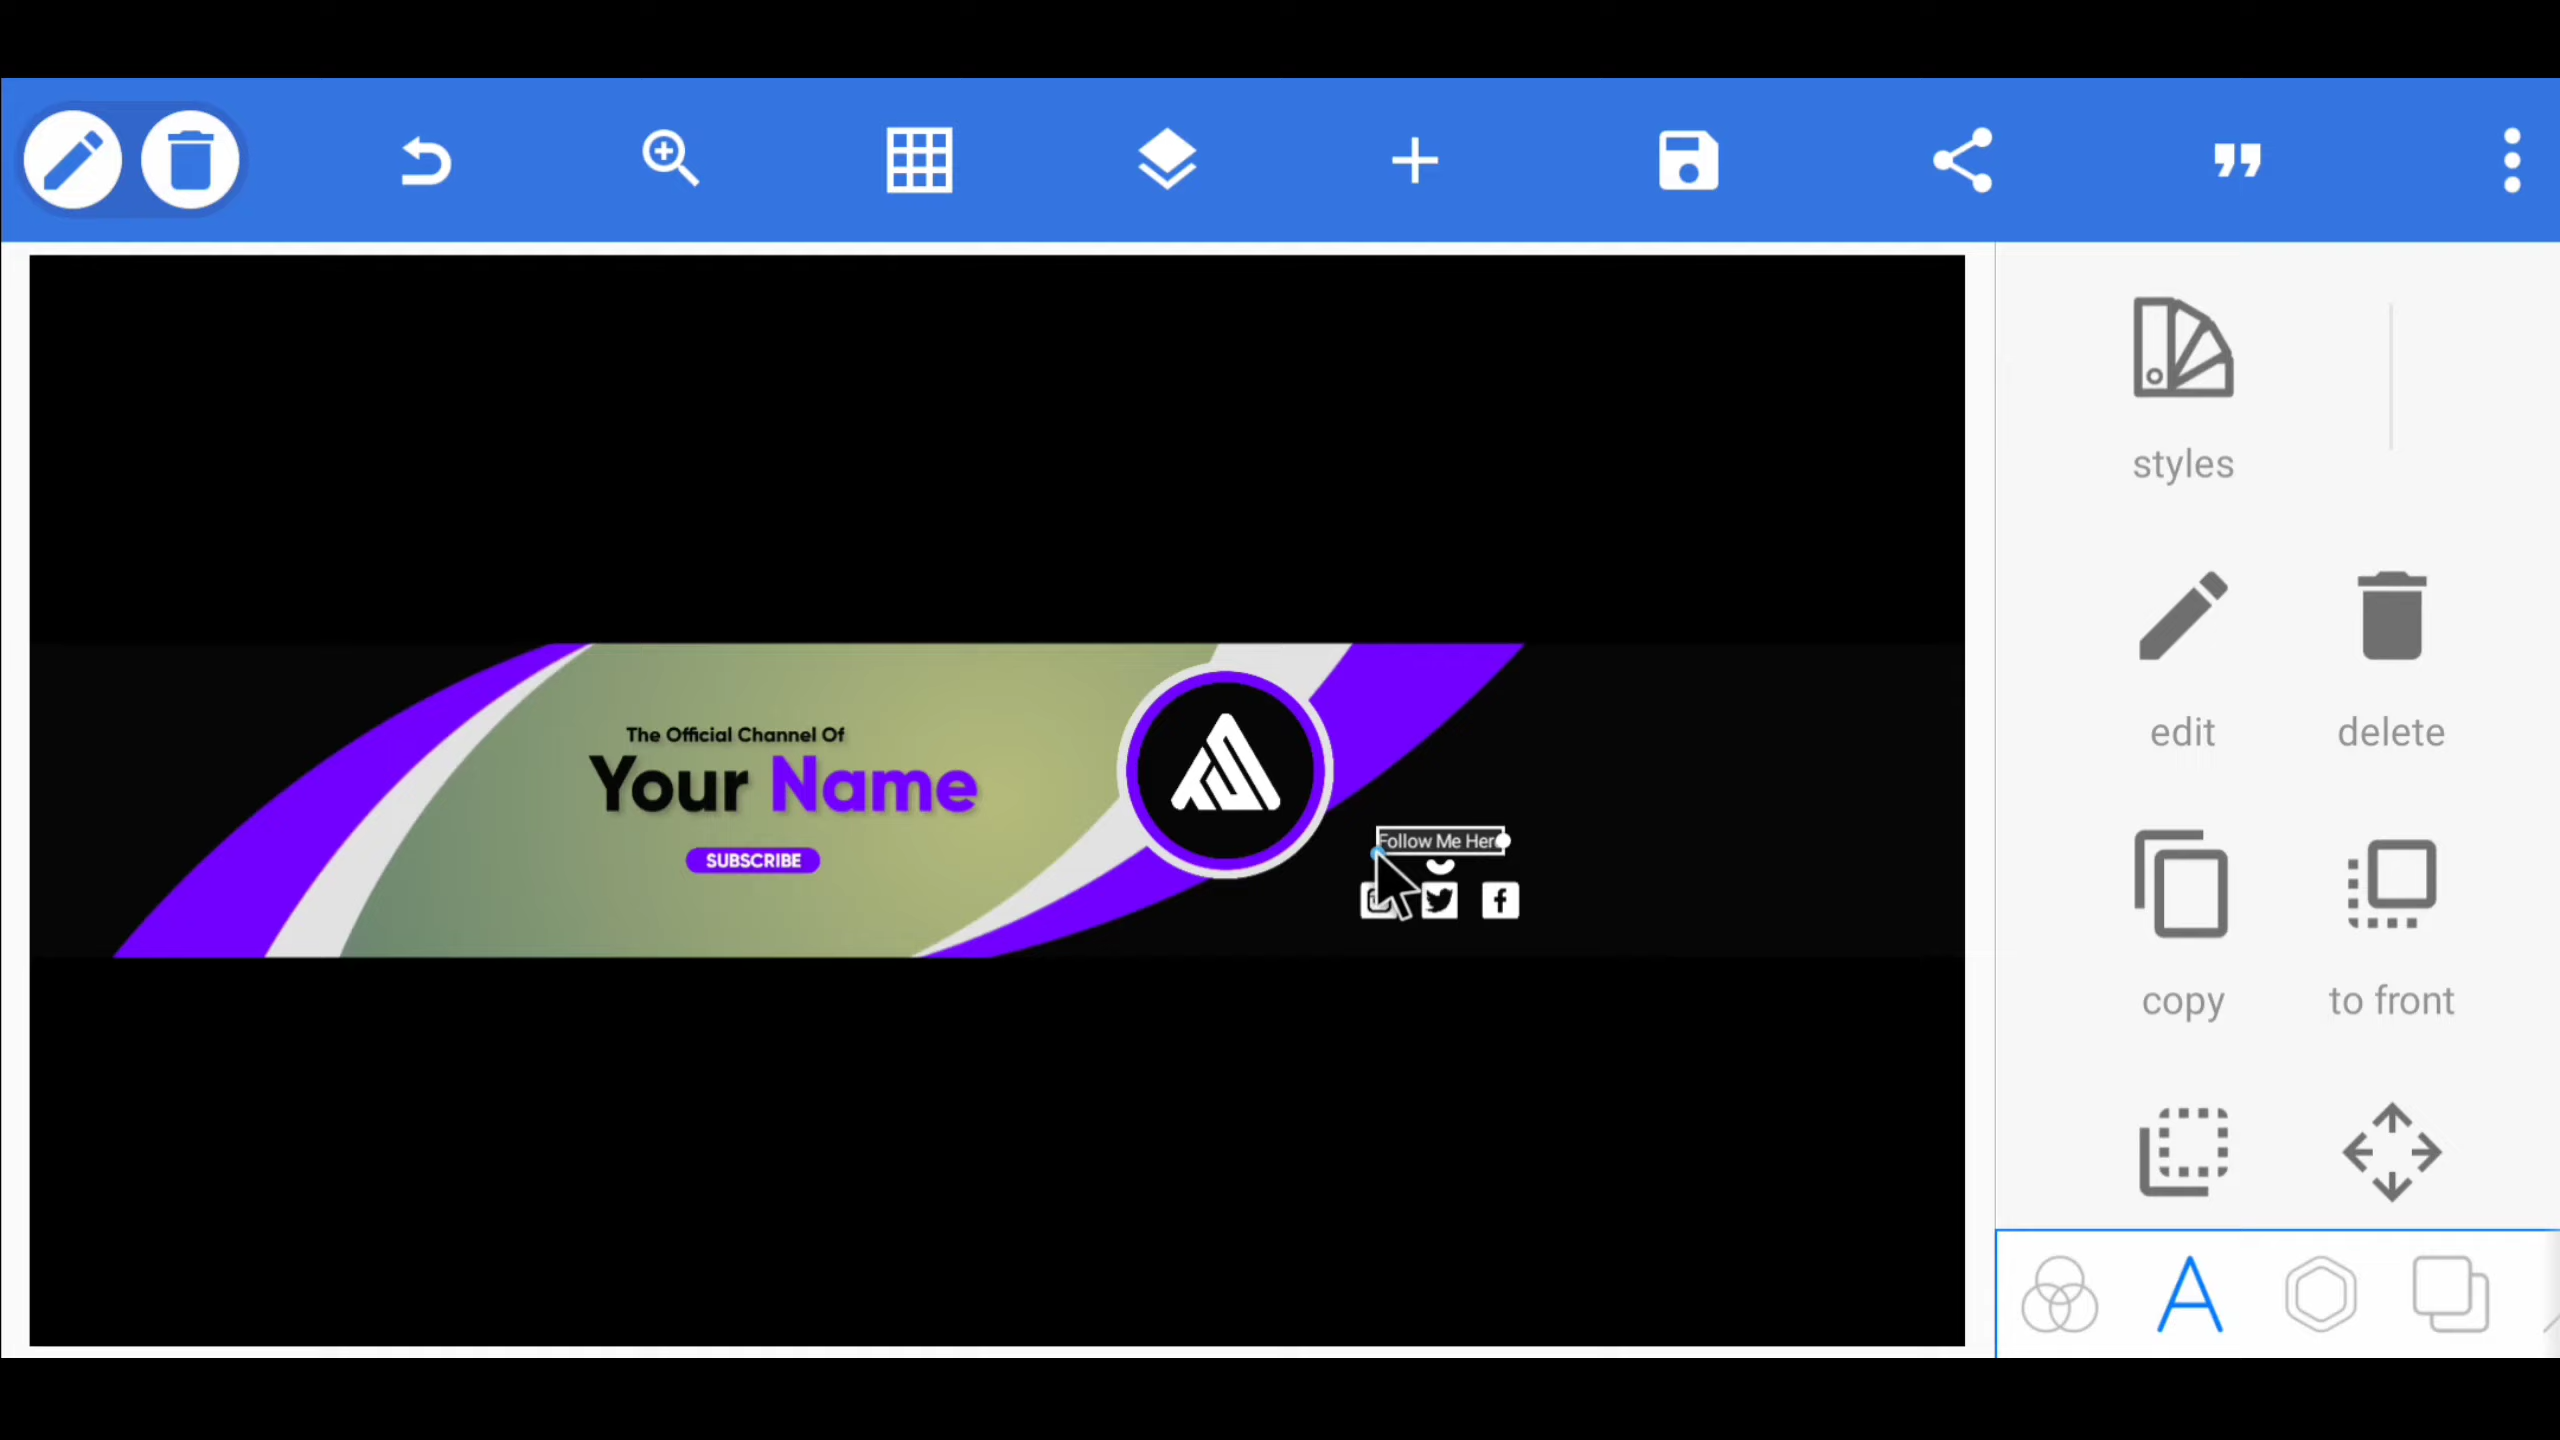 styles
The Official Channel Of
Your Name
SUBSCRIBE
Follow Me Here
edit
delete
copy
to front